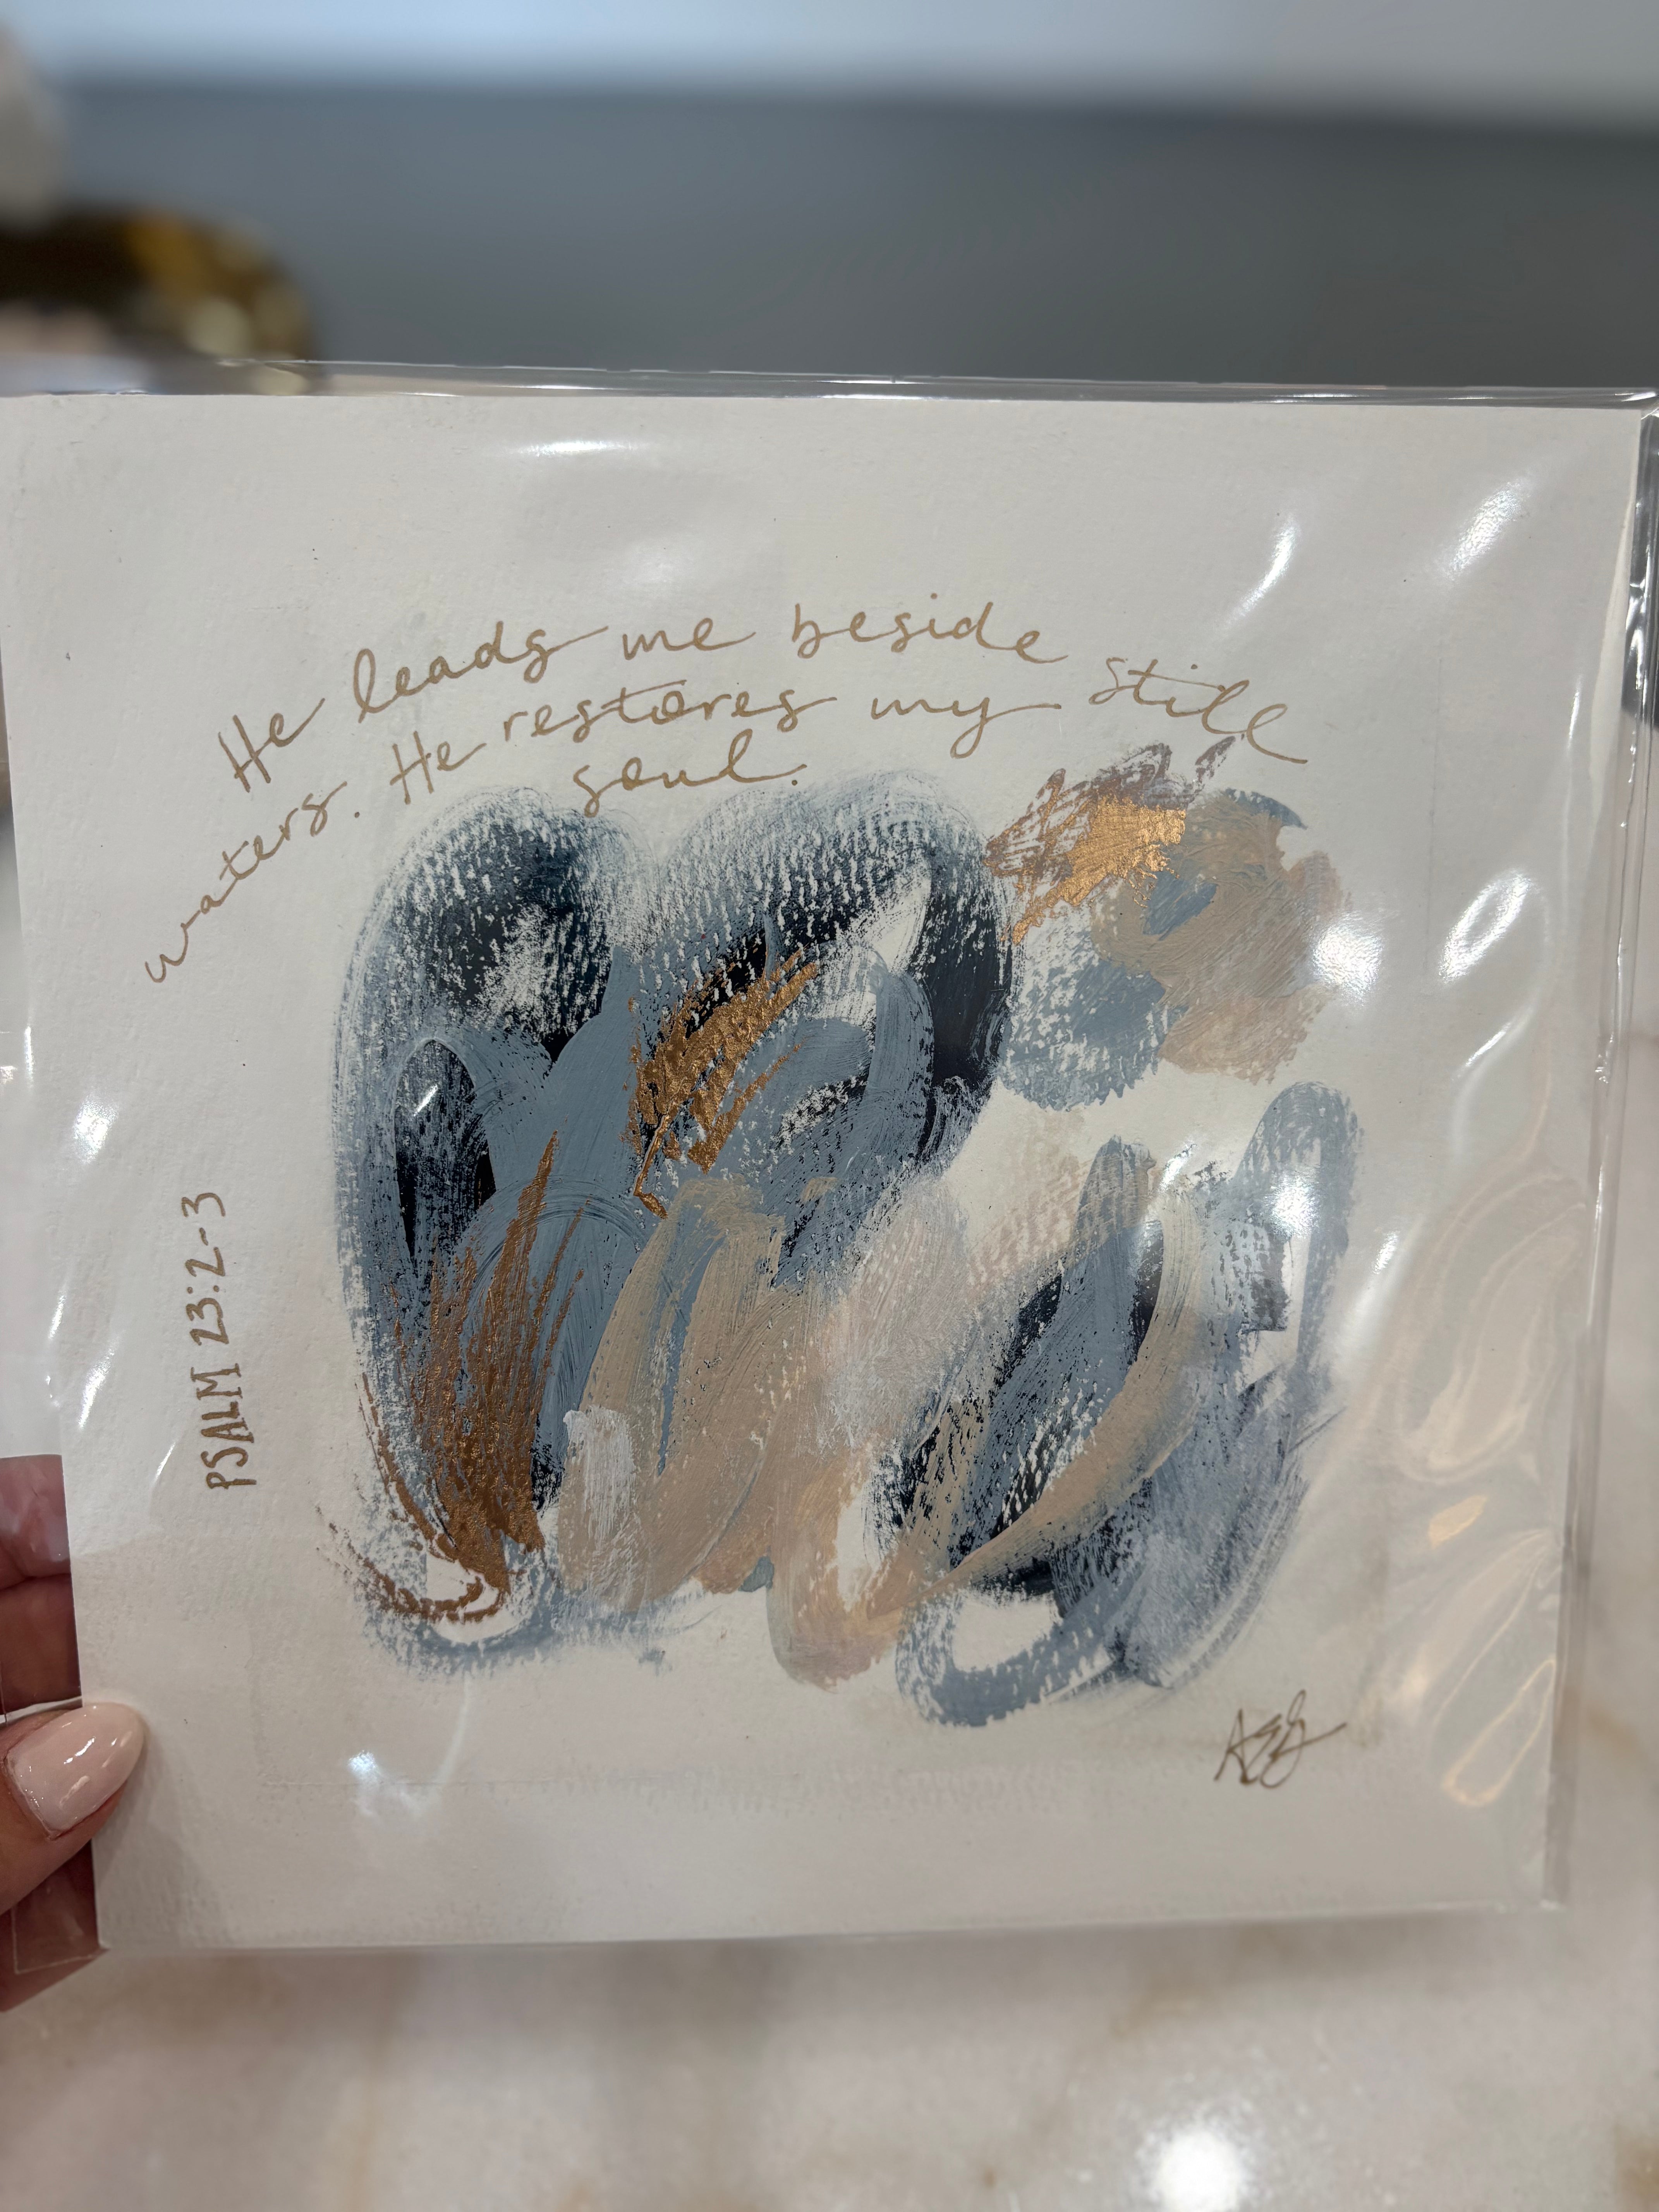 He leads me beside still
waters. He restores my
soul.
PSALM 23:2-3